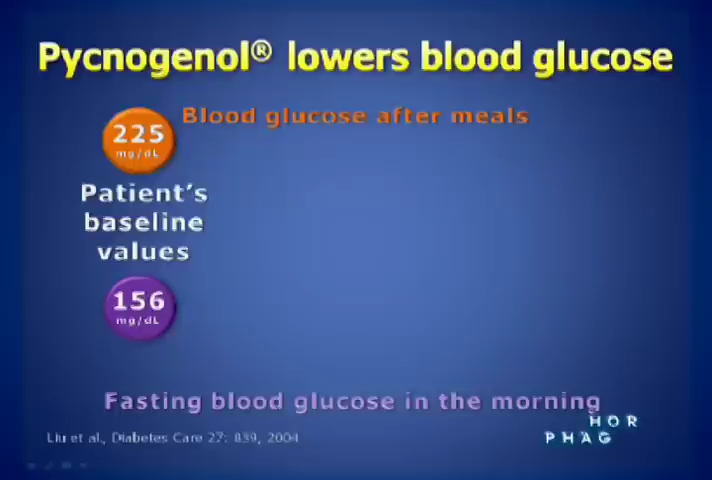 Pycnogenol® lowers blood glucose
Blood glucose after meals
225
mg/dL
Patient's
baseline
values
156
mg/dL
Fasting blood glucose in the morning
HOR
PHAG
Liu et al., Diabetes Care 27: 839, 2004